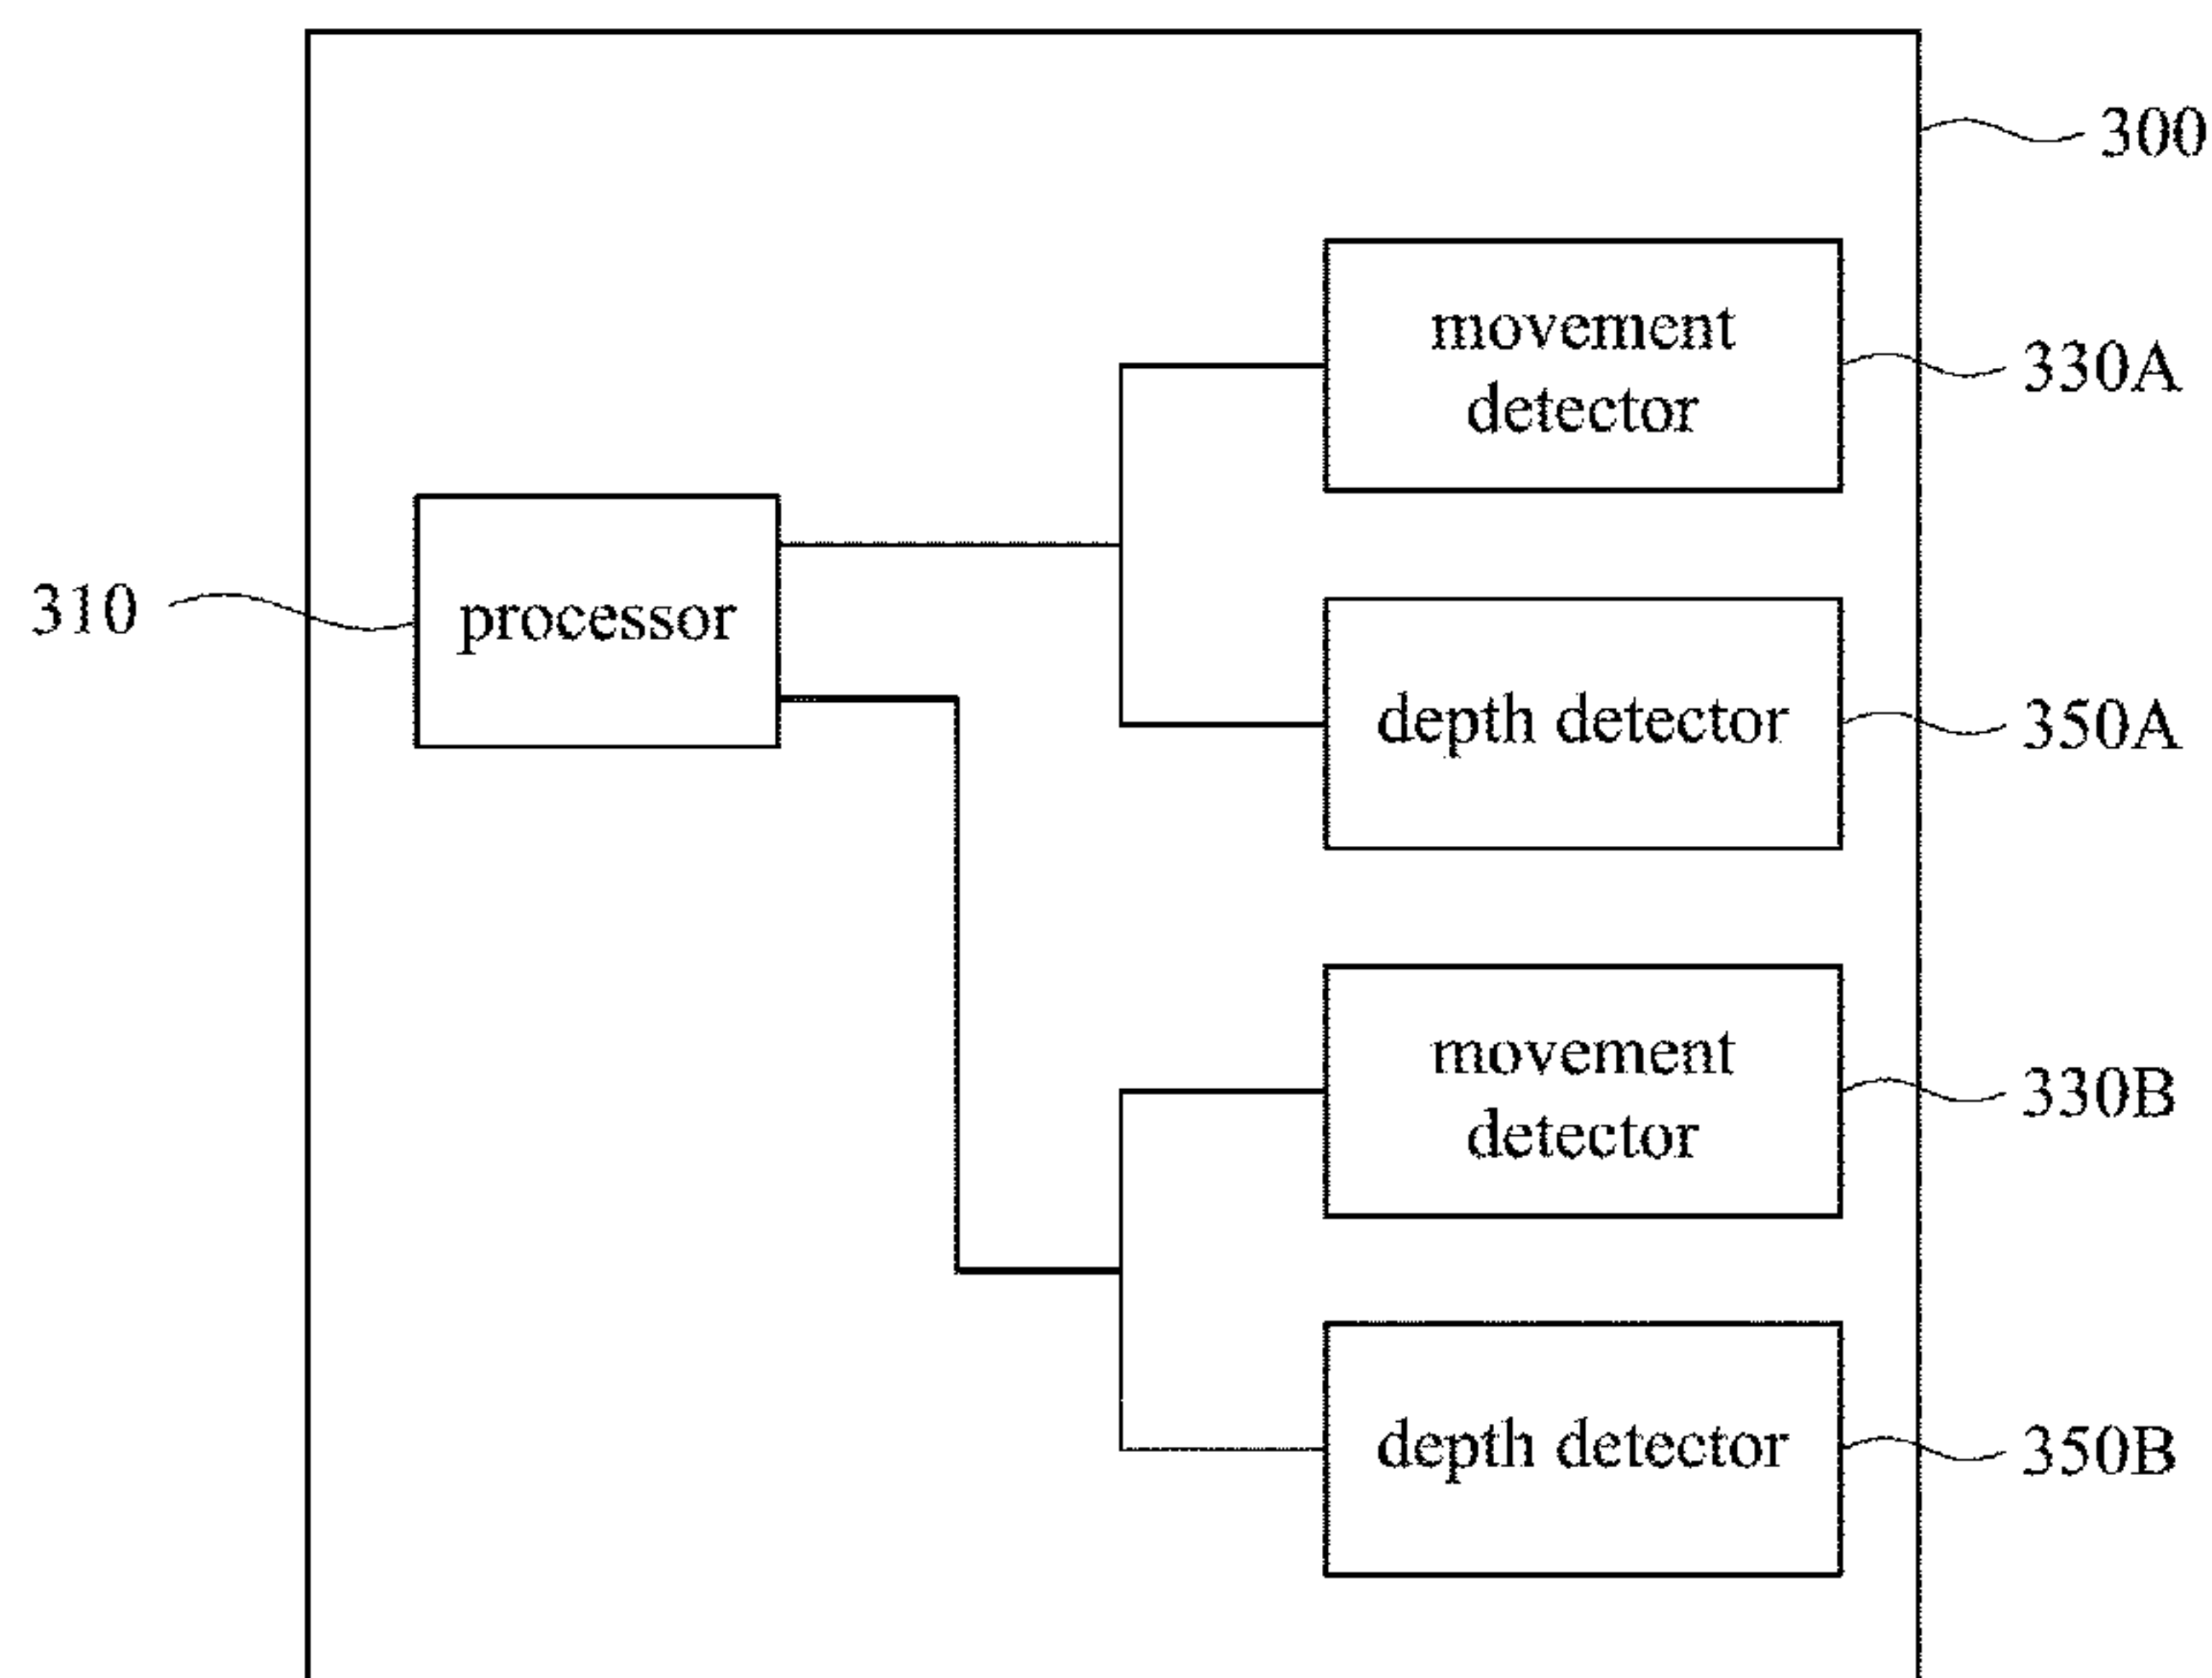 300
movement
detector
330A
310
processor
depth detector
350A
movement
detector
330B
depth detector
350B